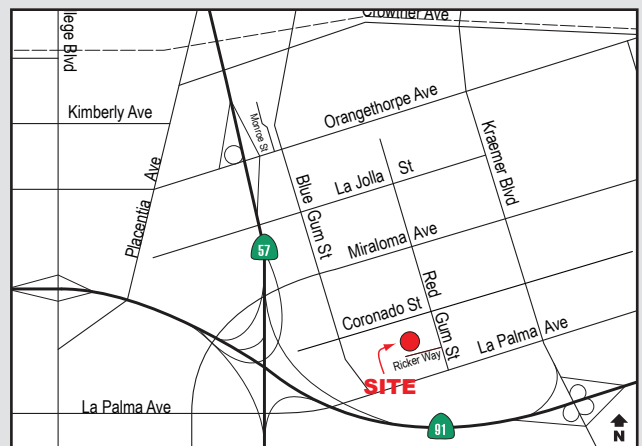 Crowther Ave
lege Blvd
Kimberly Ave
Orangethorpe Ave
Monroe St
Placentia Ave
Kraemer Blvd
La Jolla St
Blue Gum St
Miraloma Ave
57
Red Gum St
Coronado St
La Palma Ave
Ricker Way
SITE
La Palma Ave
91
N